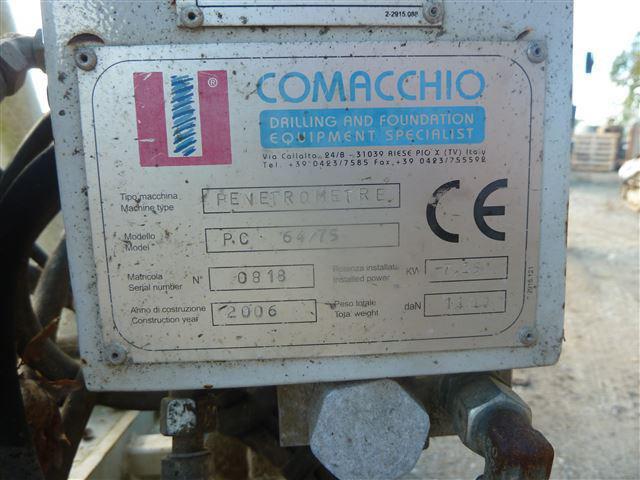 2-2915.088
®
COMACCHIO
DRILLING AND FOUNDATION
EQUIPMENT SPECIALIST
Via Callalta, 24/B - 31039 RIESE PIO X (TV) Italy
Tel. +39 0423/7585 Fax +39 0423/755592
Tipo macchina
Machine type
PENETROMETRE
Modello
Model
P.C 64/75
CE
Matricola
Serial number
N°
0818
Potenza installata
Installed power
KW
Anno di costruzione
Construction year
2006
Peso totale
Total weight
daN